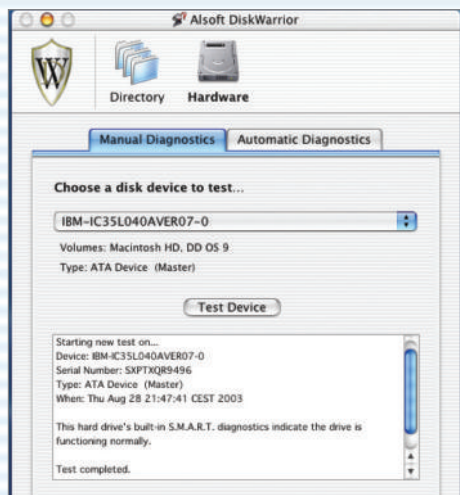 Alsoft DiskWarrior
W
Directory
Hardware
Manual Diagnostics
Automatic Diagnostics
Choose a disk device to test...
IBM-IC35L040AVER07-0
Volumes: Macintosh HD, DD OS 9
Type: ATA Device (Master)
Test Device
Starting new test on...
Device: IBM-IC35L040AVER07-0
Serial Number: SXPTXQR9496
Type: ATA Device (Master)
When: Thu Aug 28 21:47:41 CEST 2003
This hard drive's built-in S.M.A.R.T. diagnostics indicate the drive is
functioning normally.
Test completed.